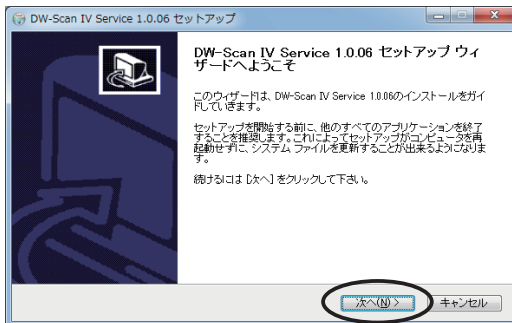 DW-Scan IV Service 1.0.06 セットアップ
DW-Scan IV Service 1.0.06 セットアップ ウィ
ザードへようこそ
このウィザードは、DW-Scan IV Service 1.0.06のインストールをガイ
ドしていきます。
セットアップを開始する前に、他のすべてのアプリケーションを終了
することを推奨します。これによってセットアップがコンピュータを再
起動せずに、システム ファイルを更新することが出来るようになりま
す。
続けるには [次へ] をクリックして下さい。
次へ(N) >
キャンセル